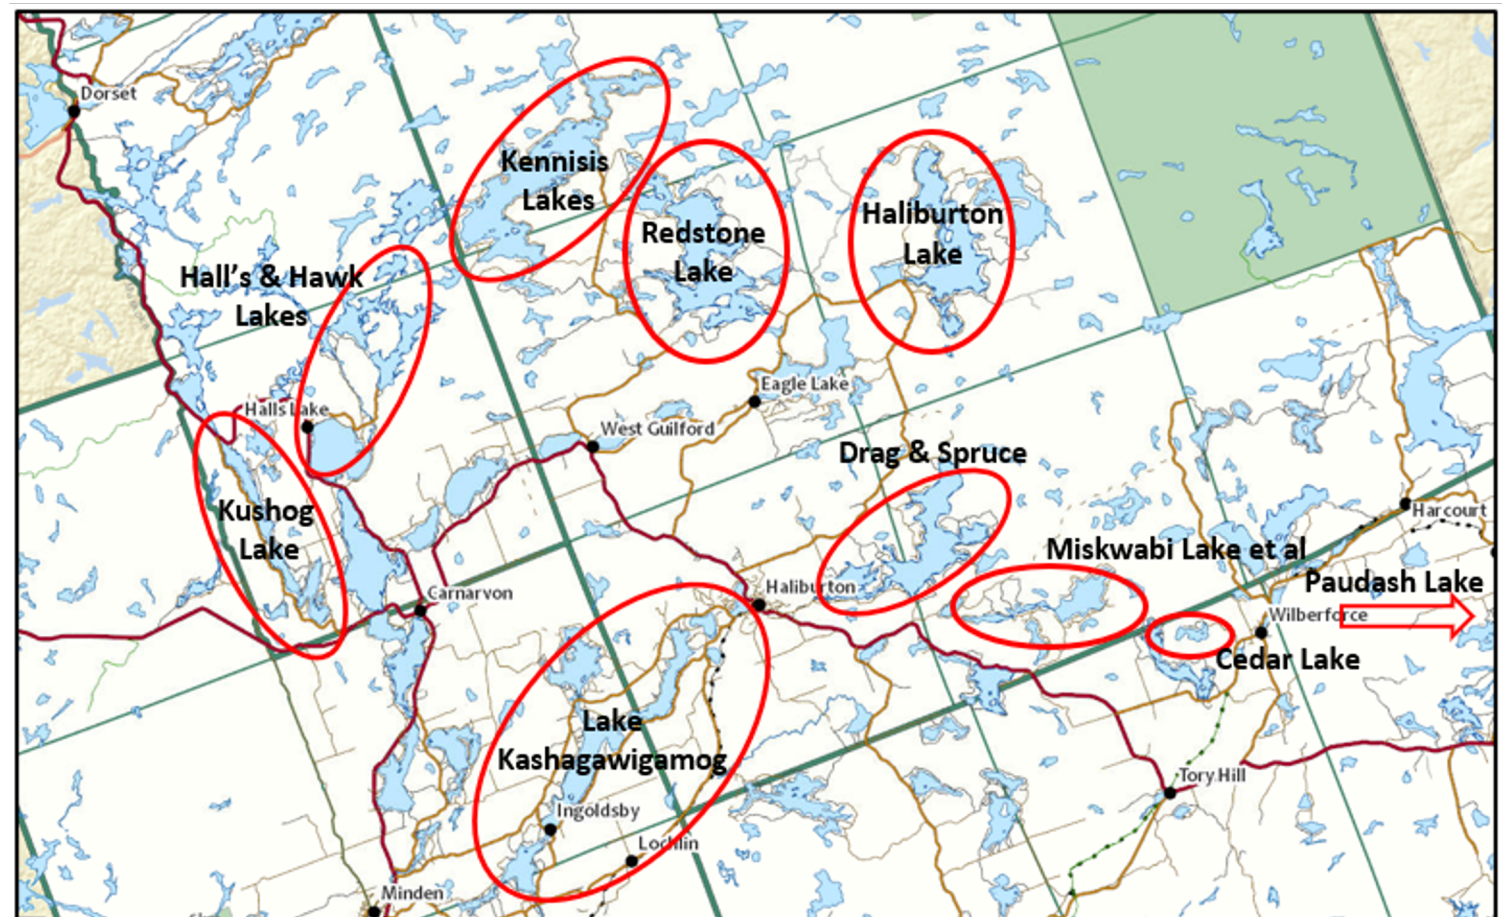 Dorset
Kennisis
Lakes
Redstone
Lake
Haliburton
Lake
Hall's & Hawk
Lakes
Halls Lake
Eagle Lake
West Guilford
Drag & Spruce
Kushog
Lake
Harcourt
Miskwabi Lake et al
Paudash Lake
Carnarvon
Haliburton
Wilberforce
Cedar Lake
Lake
Kashagawigamog
Tory Hill
Ingoldsby
Lochlin
Minden